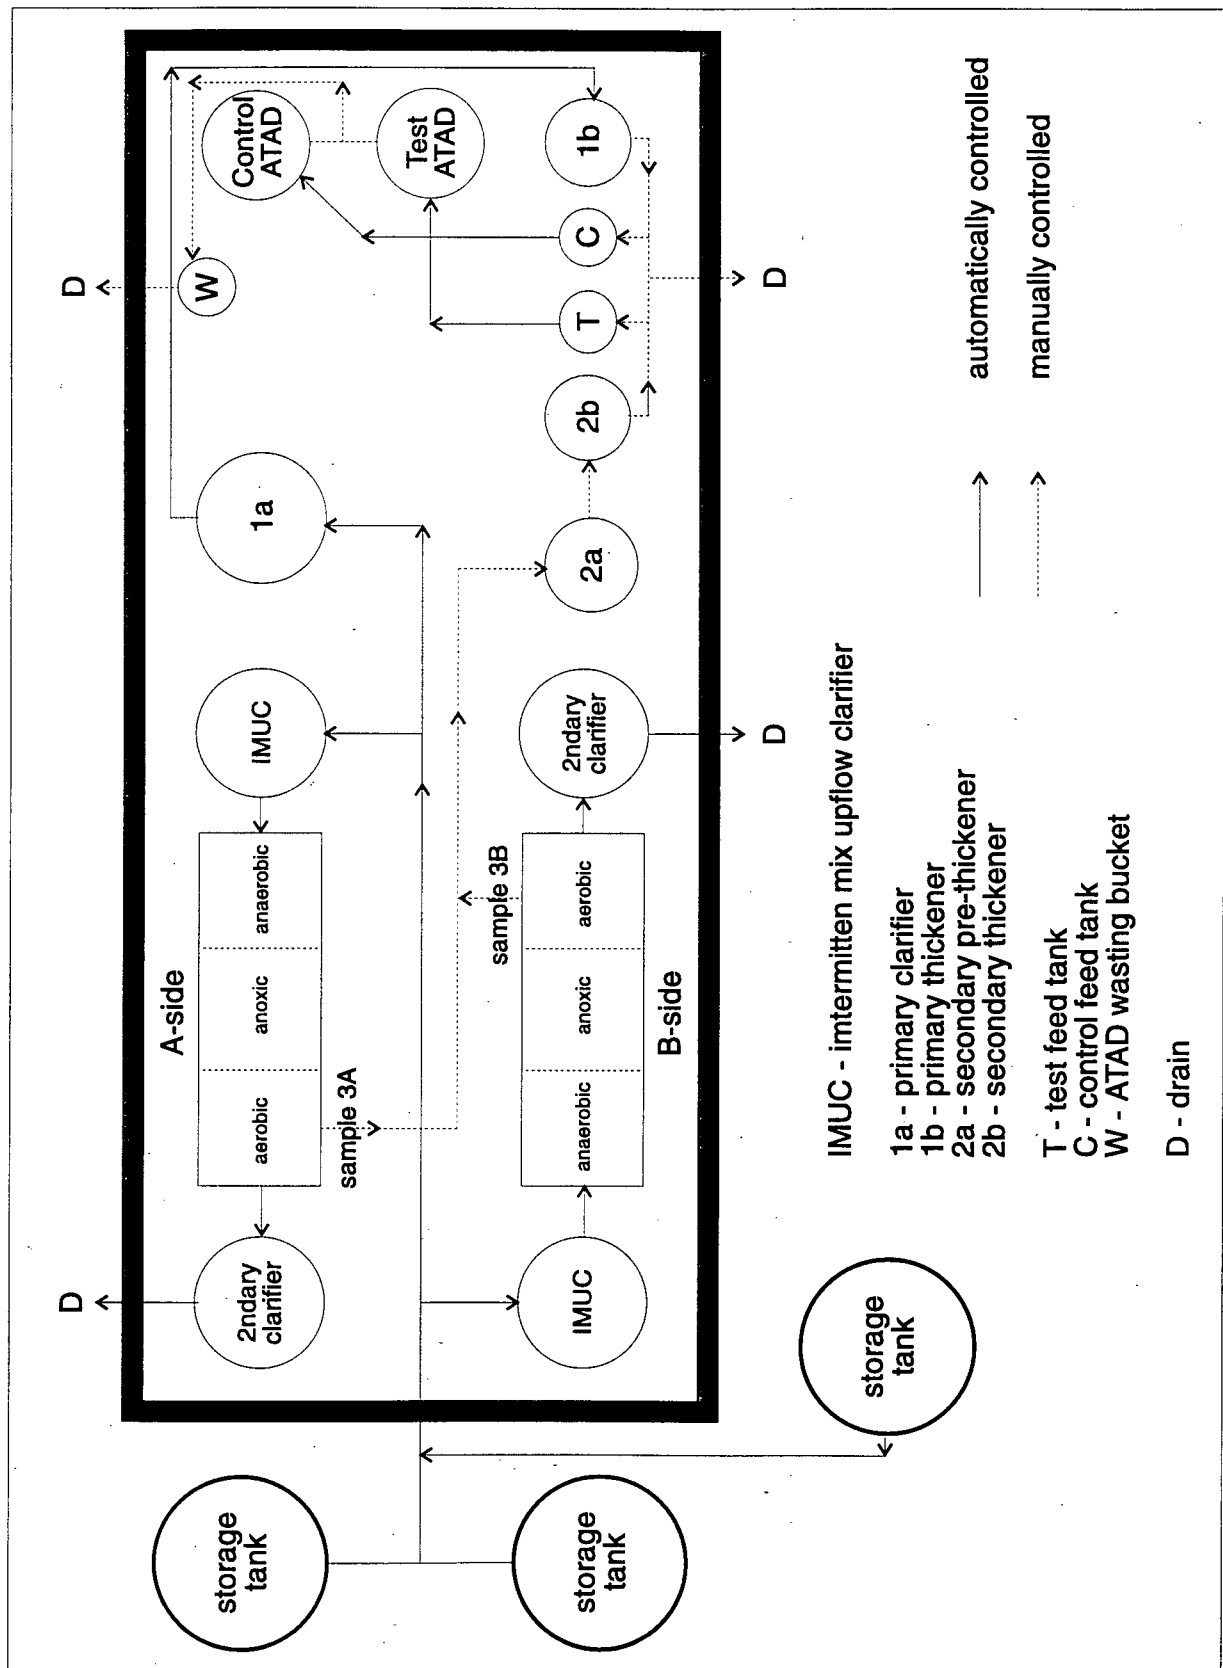 D
D
A-side
2ndary
clarifier
aerobic
anoxic
anaerobic
IMUC
1a
W
Control
ATAD
sample 3A
Test
ATAD
sample 3B
IMUC
anaerobic
anoxic
aerobic
2ndary
clarifier
2a
2b
T
C
1b
B-side
D
D
storage
tank
storage
tank
storage
tank
IMUC - imtermitten mix upflow clarifier
1a - primary clarifier
1b - primary thickener
2a - secondary pre-thickener
2b - secondary thickener
T - test feed tank
C - control feed tank
W - ATAD wasting bucket
D - drain
automatically controlled
manually controlled